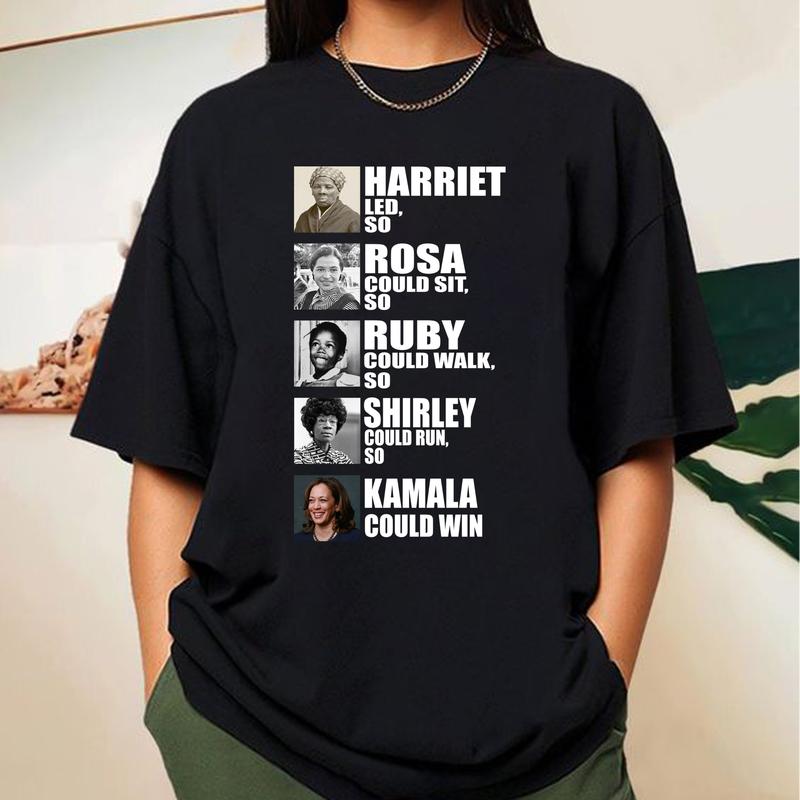 HARRIET
LED,
SO
ROSA
COULD SIT,
SO
RUBY
COULD WALK,
SO
SHIRLEY
COULD RUN,
SO
KAMALA
COULD WIN